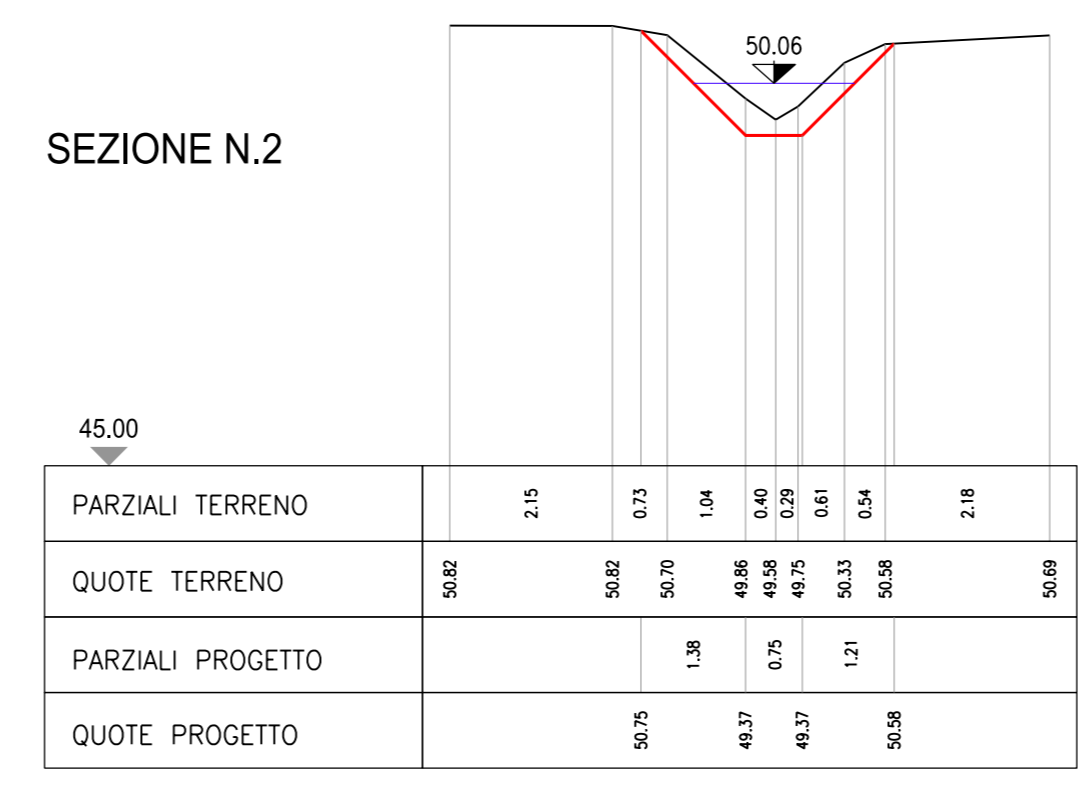 50.06
SEZIONE N.2
45.00
PARZIALI TERRENO 2.15 0.73 1.04 0.40 0.29 0.61 0.54 2.18
QUOTE TERRENO 50.82 50.82 50.70 49.86 49.58 49.75 50.33 50.58 50.69
PARZIALI PROGETTO 1.38 0.75 1.21
QUOTE PROGETTO 50.75 49.37 49.37 50.58